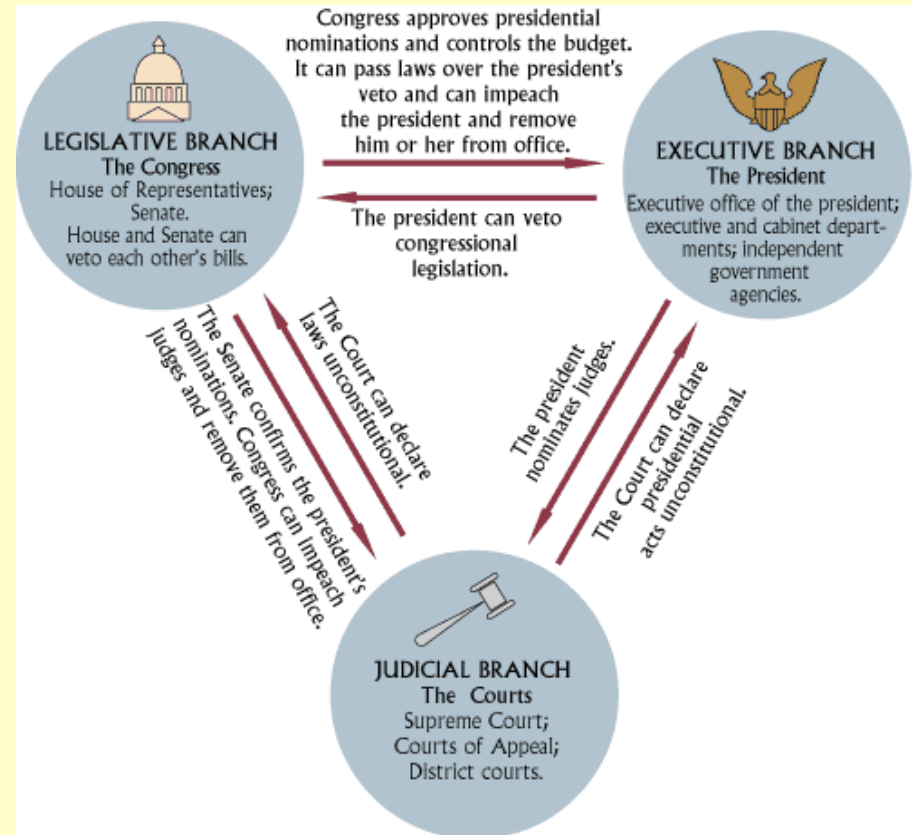 Congress approves presidential
nominations and controls the budget.
It can pass laws over the president's
veto and can impeach
the president and remove
him or her from office.
LEGISLATIVE BRANCH
The Congress
House of Representatives;
Senate.
House and Senate can
veto each other's bills.
EXECUTIVE BRANCH
The President
Executive office of the president;
executive and cabinet depart-
ments; independent
government
agencies.
The president can veto
congressional
legislation.
The Senate confirms the president's
nominations. Congress can impeach
judges and remove them from office.
The Court can declare
laws unconstitutional.
The president
nominates judges.
The Court can declare
presidential
acts unconstitutional.
JUDICIAL BRANCH
The Courts
Supreme Court;
Courts of Appeal;
District courts.